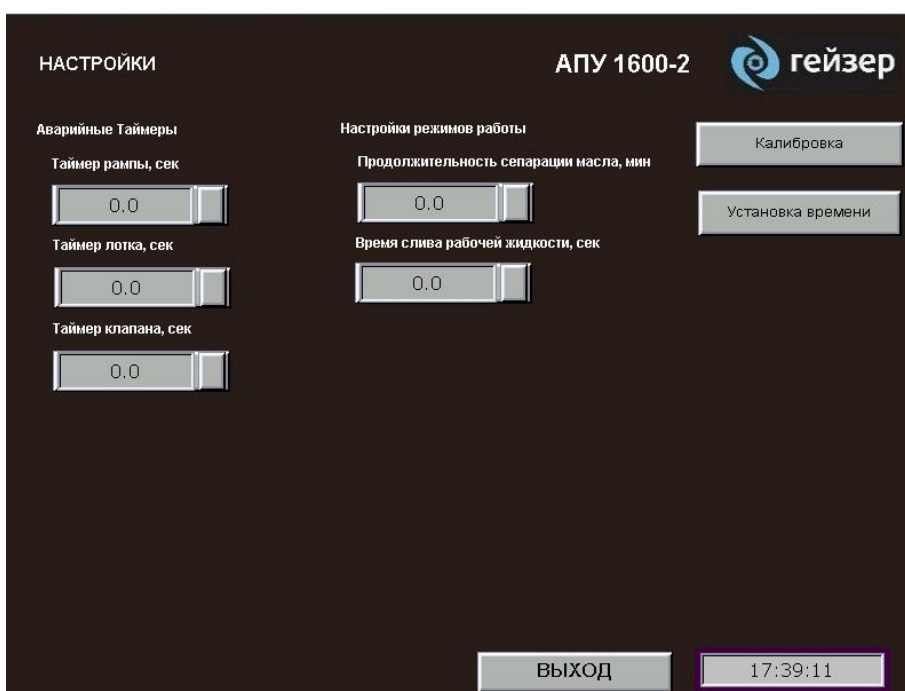 НАСТРОЙКИ
АПУ 1600-2
гейзер
Аварийные Таймеры
Таймер рампы, сек
0.0
Таймер лотка, сек
0.0
Таймер клапана, сек
0.0
Настройки режимов работы
Продолжительность сепарации масла, мин
0.0
Время слива рабочей жидкости, сек
0.0
Калибровка
Установка времени
ВЫХОД
17:39:11